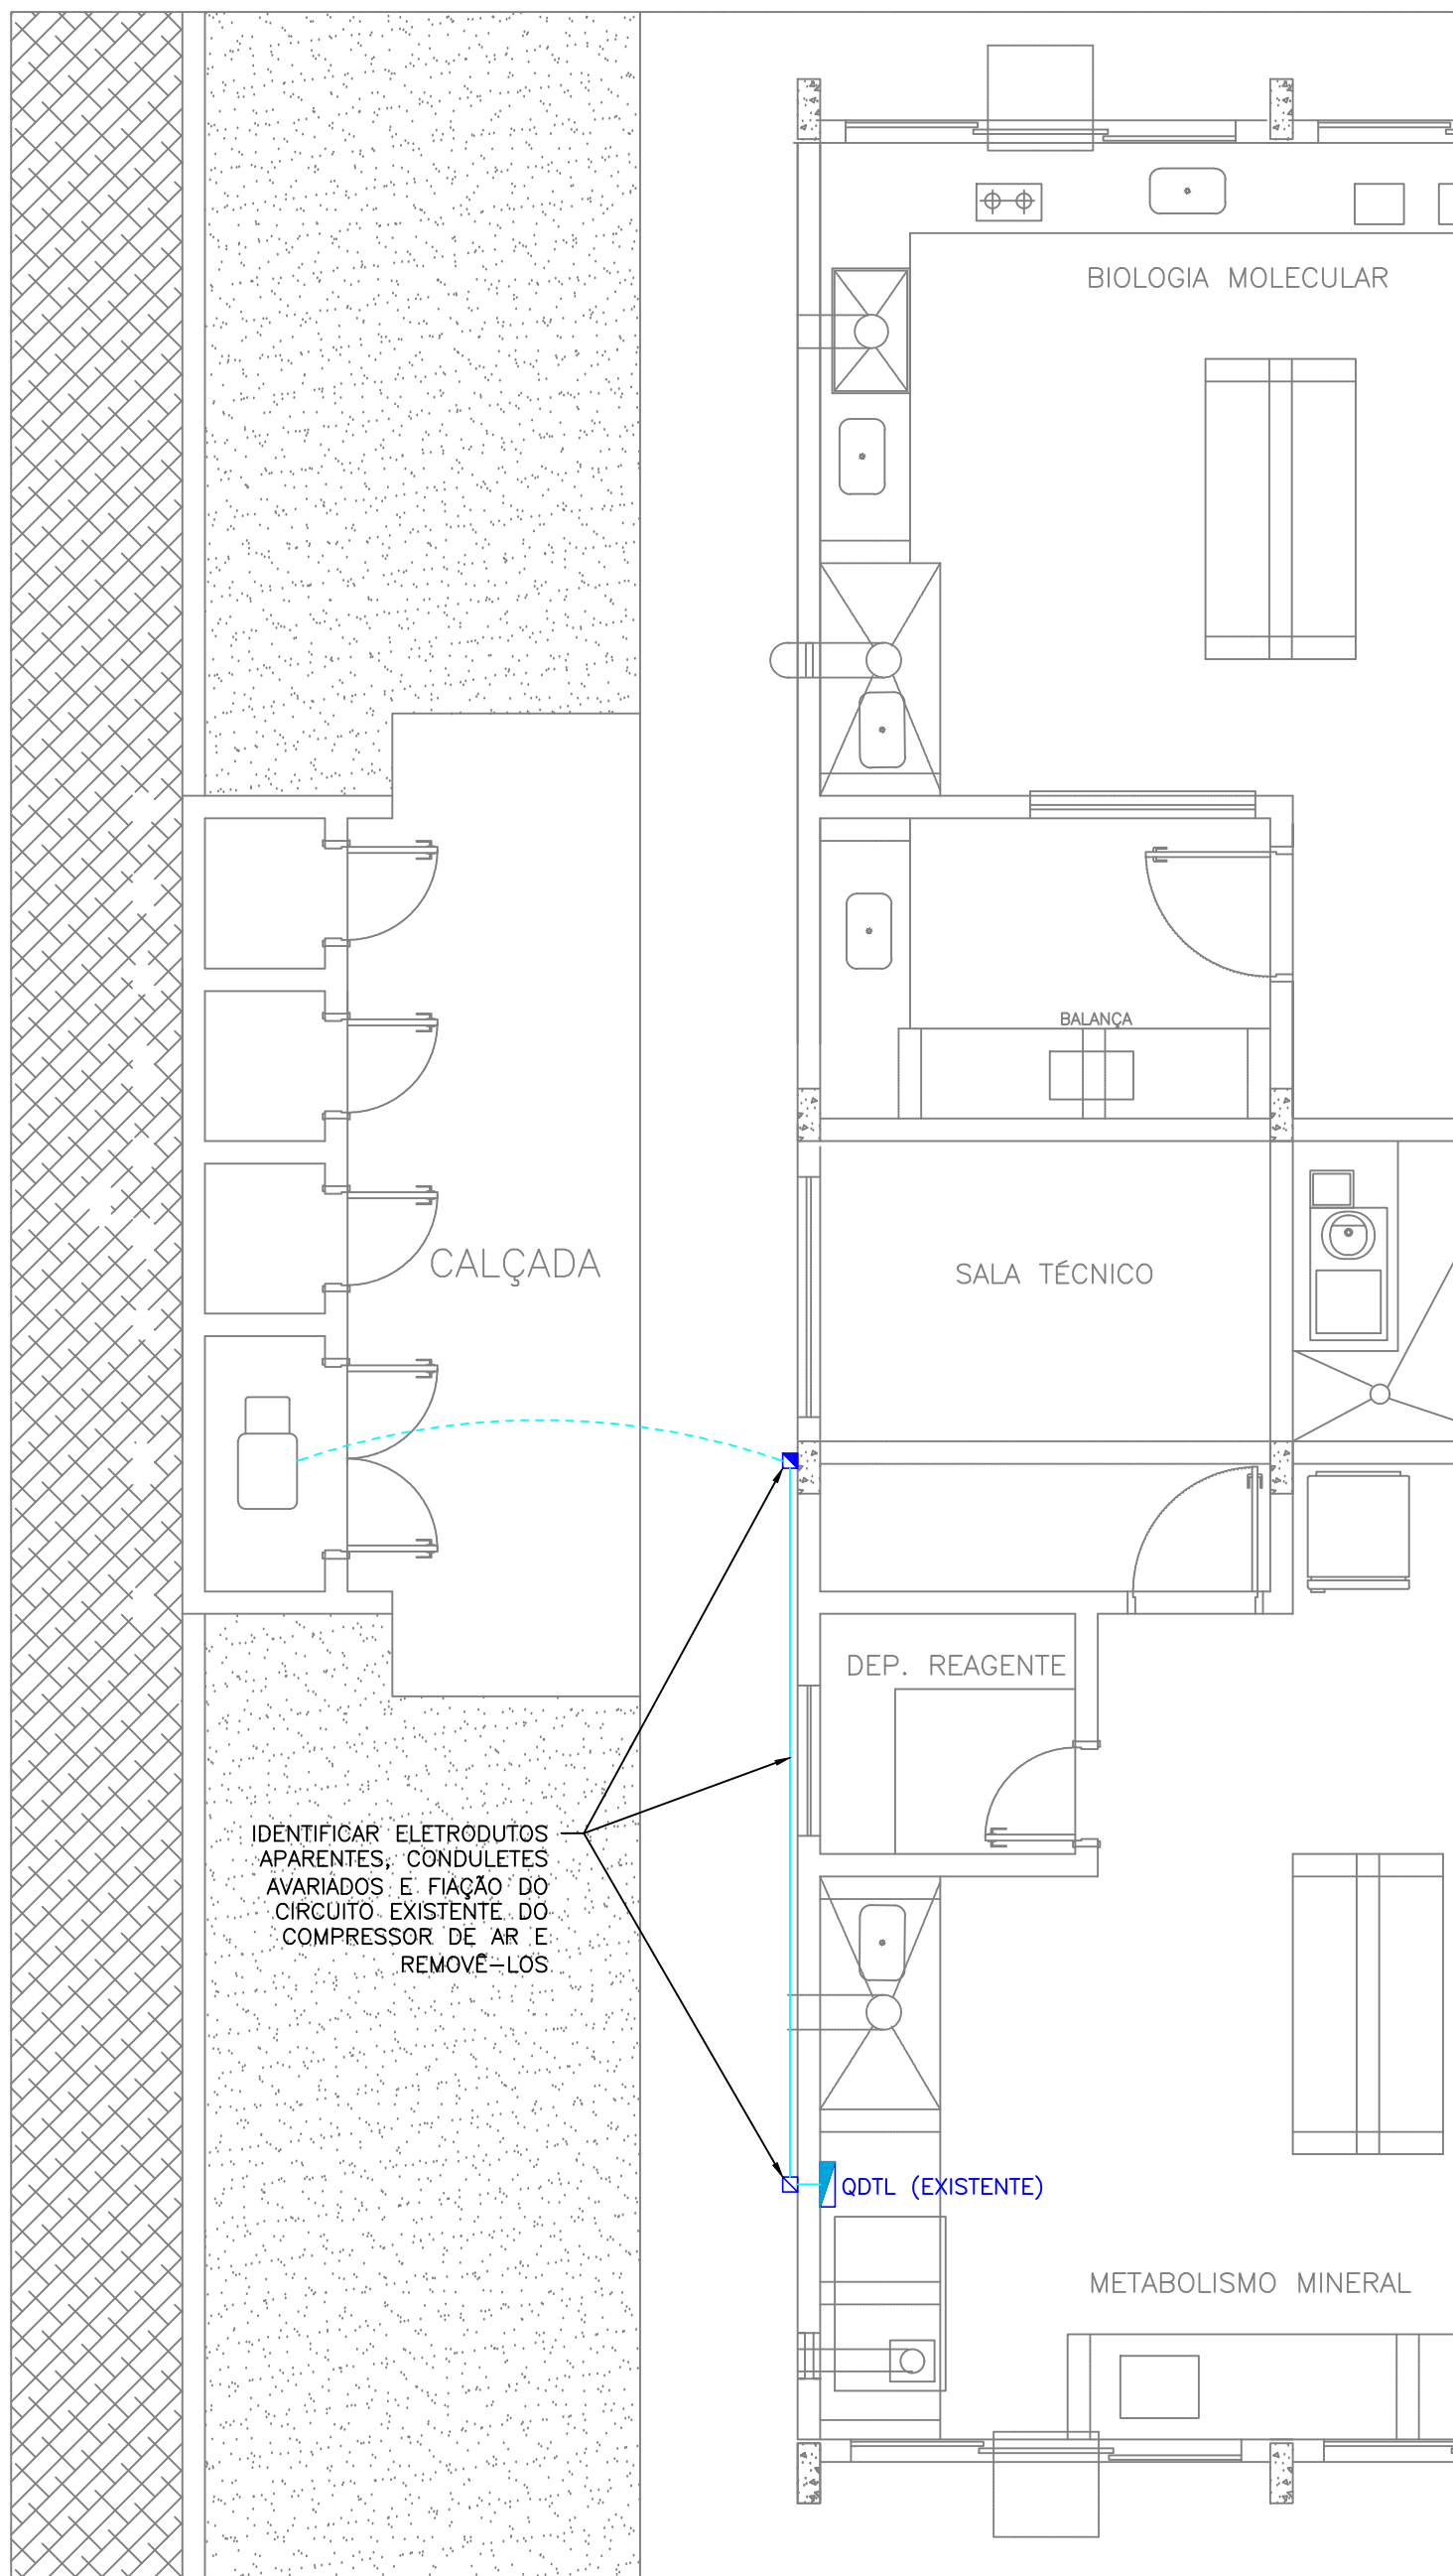 BIOLOGIA MOLECULAR
BALANÇA
CALÇADA
SALA TÉCNICO
DEP. REAGENTE
IDENTIFICAR ELETRODUTOS
APARENTES, CONDULETES
AVARIADOS E FIAÇÃO DO
CIRCUITO EXISTENTE DO
COMPRESSOR DE AR E
REMOVÊ-LOS
QDTL (EXISTENTE)
METABOLISMO MINERAL